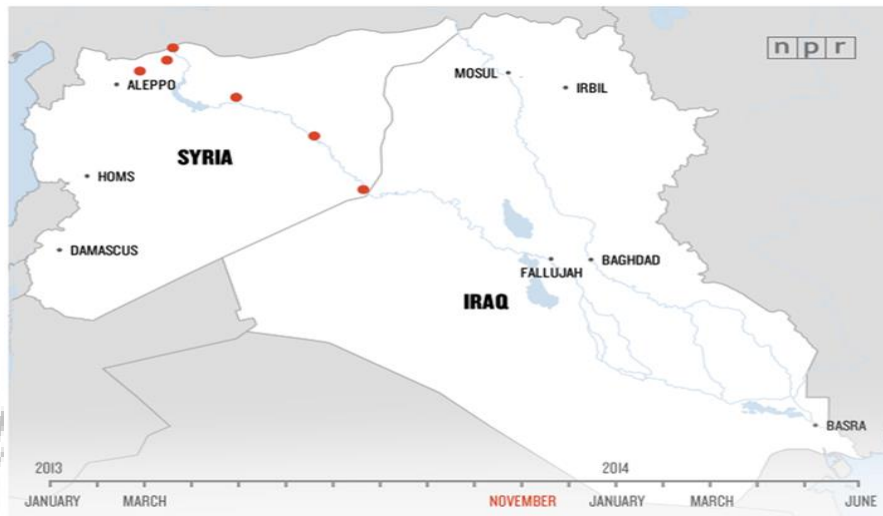 npr
MOSUL
IRBIL
ALEPPO
SYRIA
HOMS
DAMASCUS
FALLUJAH
BAGHDAD
IRAQ
BASRA
2013
2014
JANUARY
MARCH
NOVEMBER
JANUARY
MARCH
JUNE